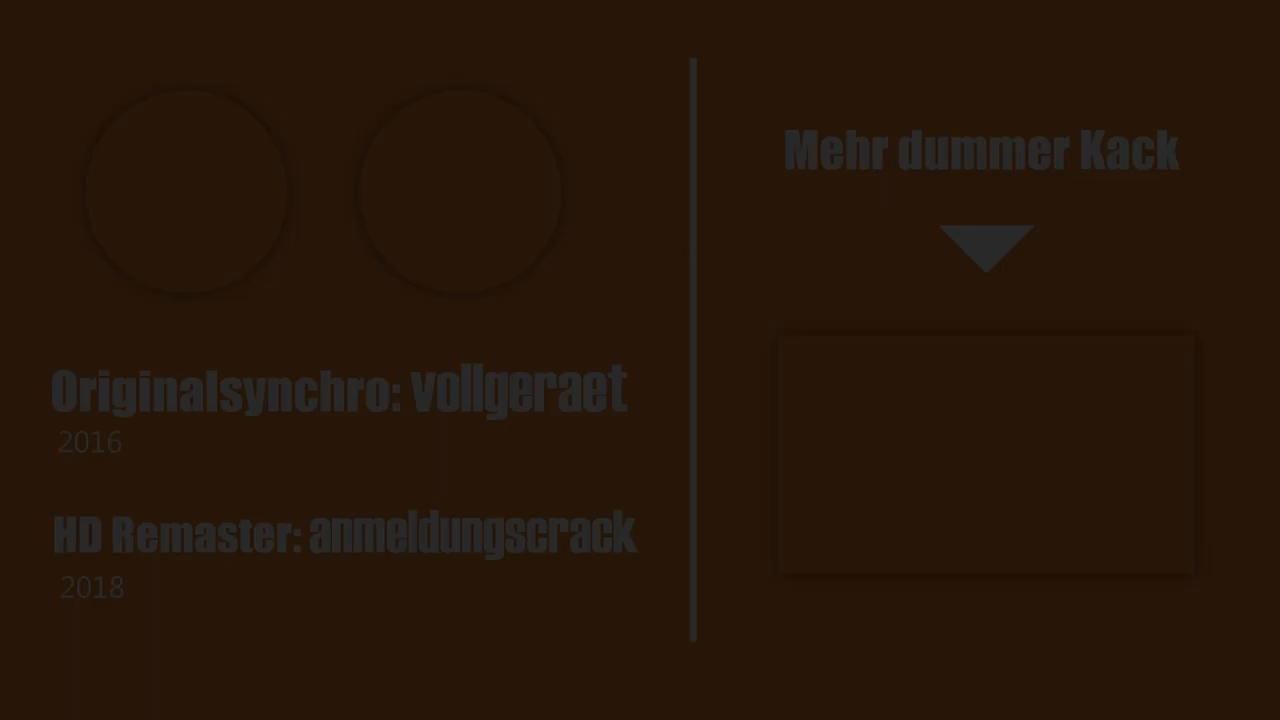 Mehr dummer Kack
Originalsynchro: vollgeraet
2016
HD Remaster: anmeldungscrack
2018